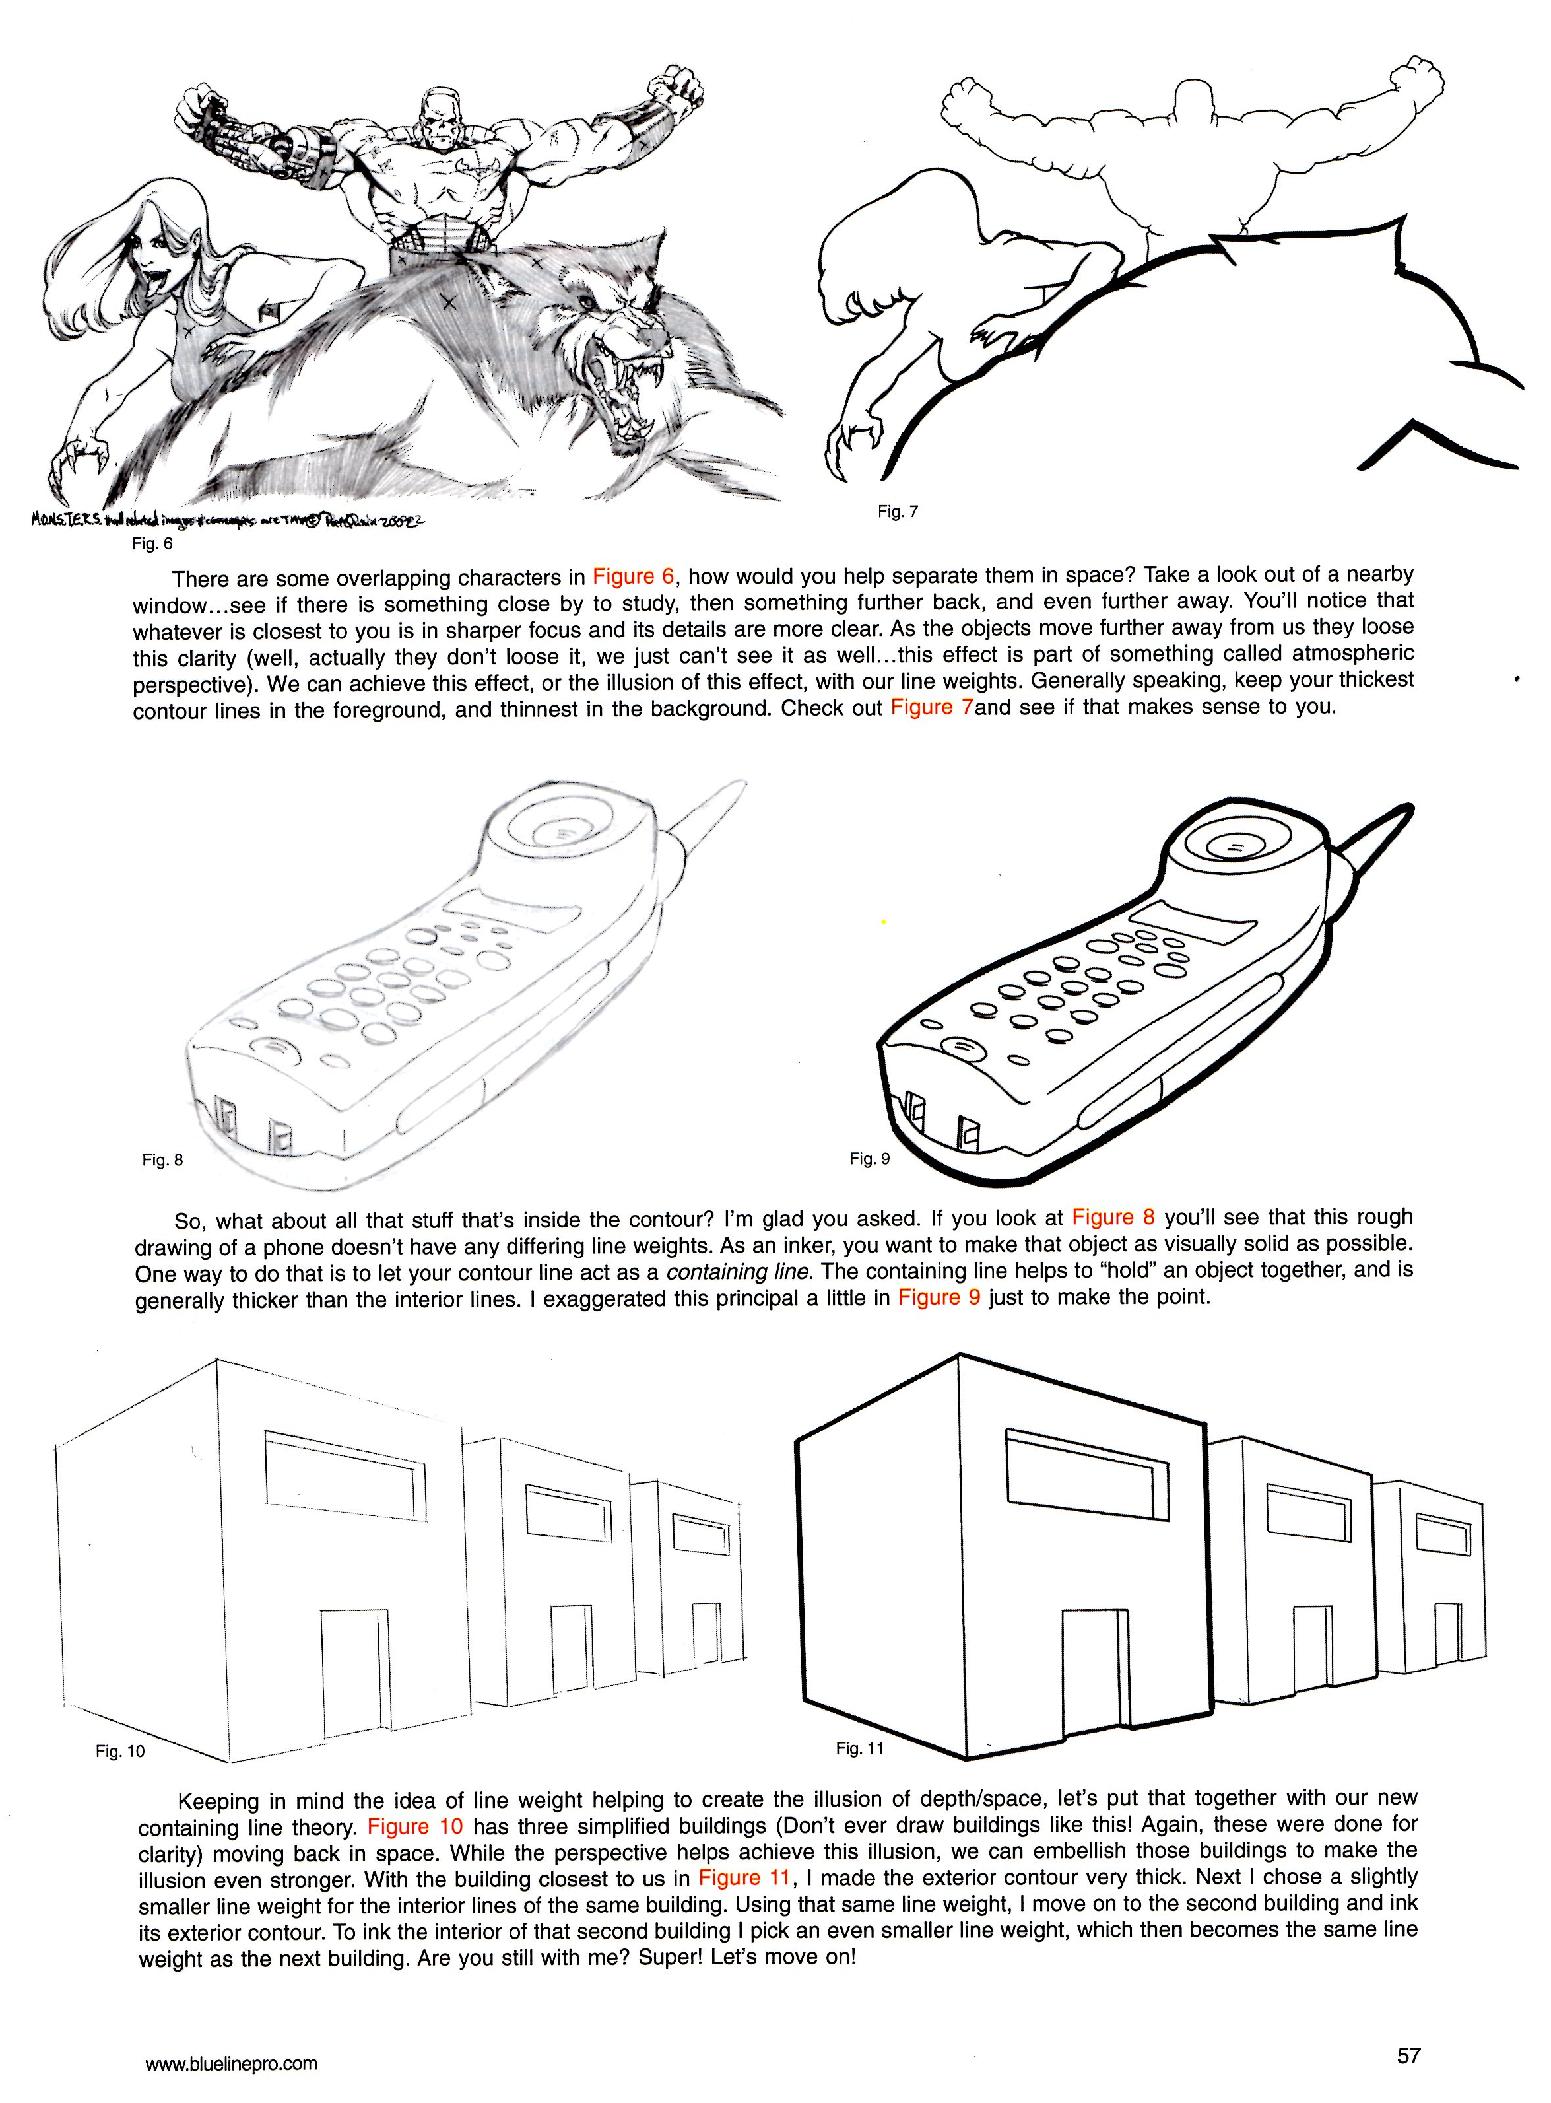 MONSTERS
Fig. 6
Fig. 7
There are some overlapping characters in Figure 6, how would you help separate them in space? Take a look out of a nearby
window...see if there is something close by to study, then something further back, and even further away. You'll notice that
whatever is closest to you is in sharper focus and its details are more clear. As the objects move further away from us they loose
this clarity (well, actually they don't loose it, we just can't see it as well...this effect is part of something called atmospheric
perspective). We can achieve this effect, or the illusion of this effect, with our line weights. Generally speaking, keep your thickest
contour lines in the foreground, and thinnest in the background. Check out Figure 7and see if that makes sense to you.
Fig. 8
Fig. 9
So, what about all that stuff that's inside the contour? I'm glad you asked. If you look at Figure 8 you'll see that this rough
drawing of a phone doesn't have any differing line weights. As an inker, you want to make that object as visually solid as possible.
One way to do that is to let your contour line act as a containing line. The containing line helps to “hold” an object together, and is
generally thicker than the interior lines. I exaggerated this principal a little in Figure 9 just to make the point.
Fig. 10
Fig. 11
Keeping in mind the idea of line weight helping to create the illusion of depth/space, let's put that together with our new
containing line theory. Figure 10 has three simplified buildings (Don't ever draw buildings like this! Again, these were done for
clarity) moving back in space. While the perspective helps achieve this illusion, we can embellish those buildings to make the
illusion even stronger. With the building closest to us in Figure 11, I made the exterior contour very thick. Next I chose a slightly
smaller line weight for the interior lines of the same building. Using that same line weight, I move on to the second building and ink
its exterior contour. To ink the interior of that second building I pick an even smaller line weight, which then becomes the same line
weight as the next building. Are you still with me? Super! Let's move on!
www.bluelinepro.com
57